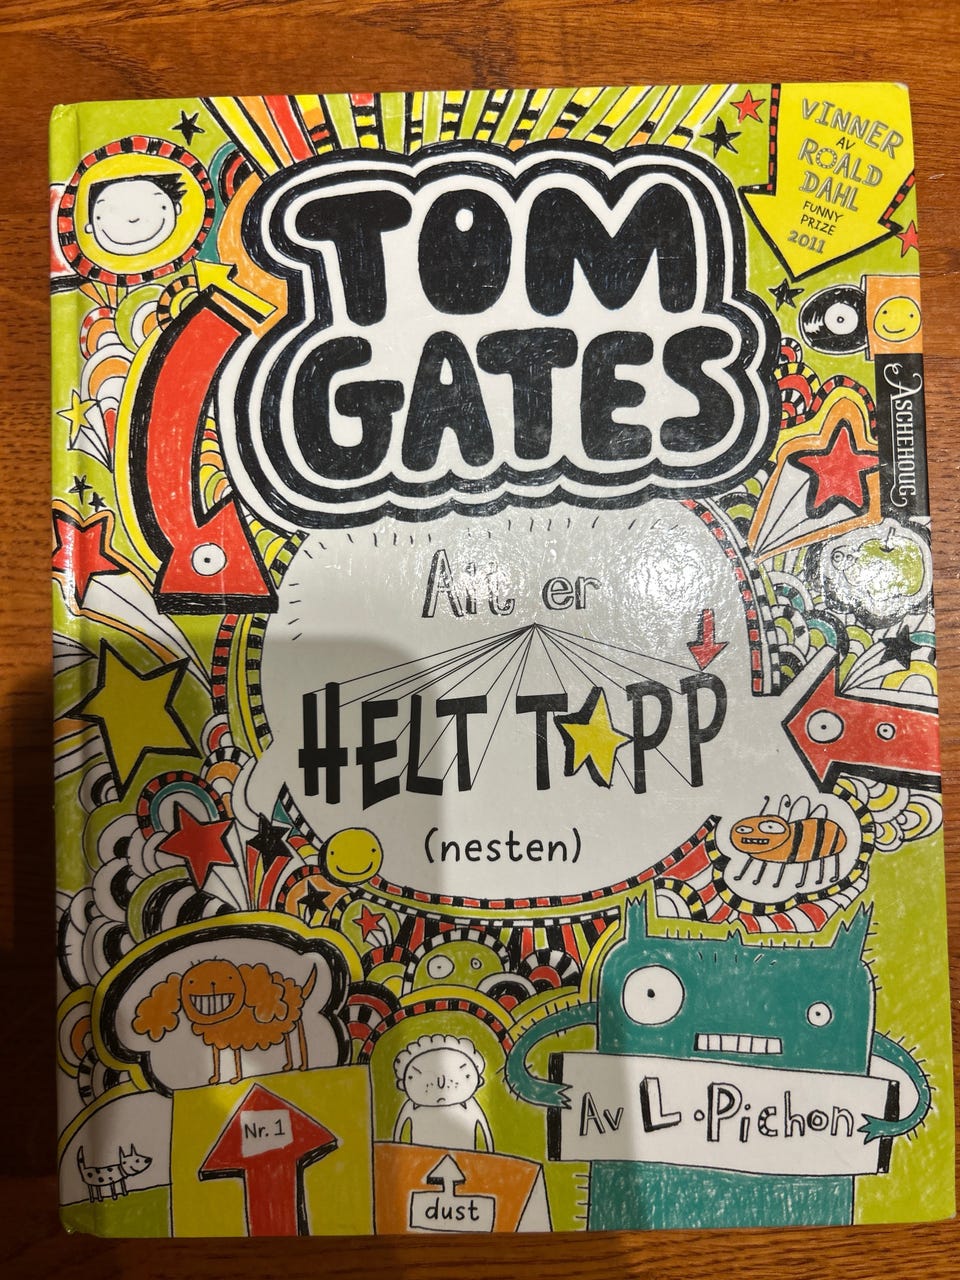 VINNER
AV
ROALD
DAHL
FUNNY
PRIZE
2011
TOM
GATES
ASCHEHOUG
Alt er
HELT TOPP
(nesten)
Av L. Pichon
Nr. 1
dust